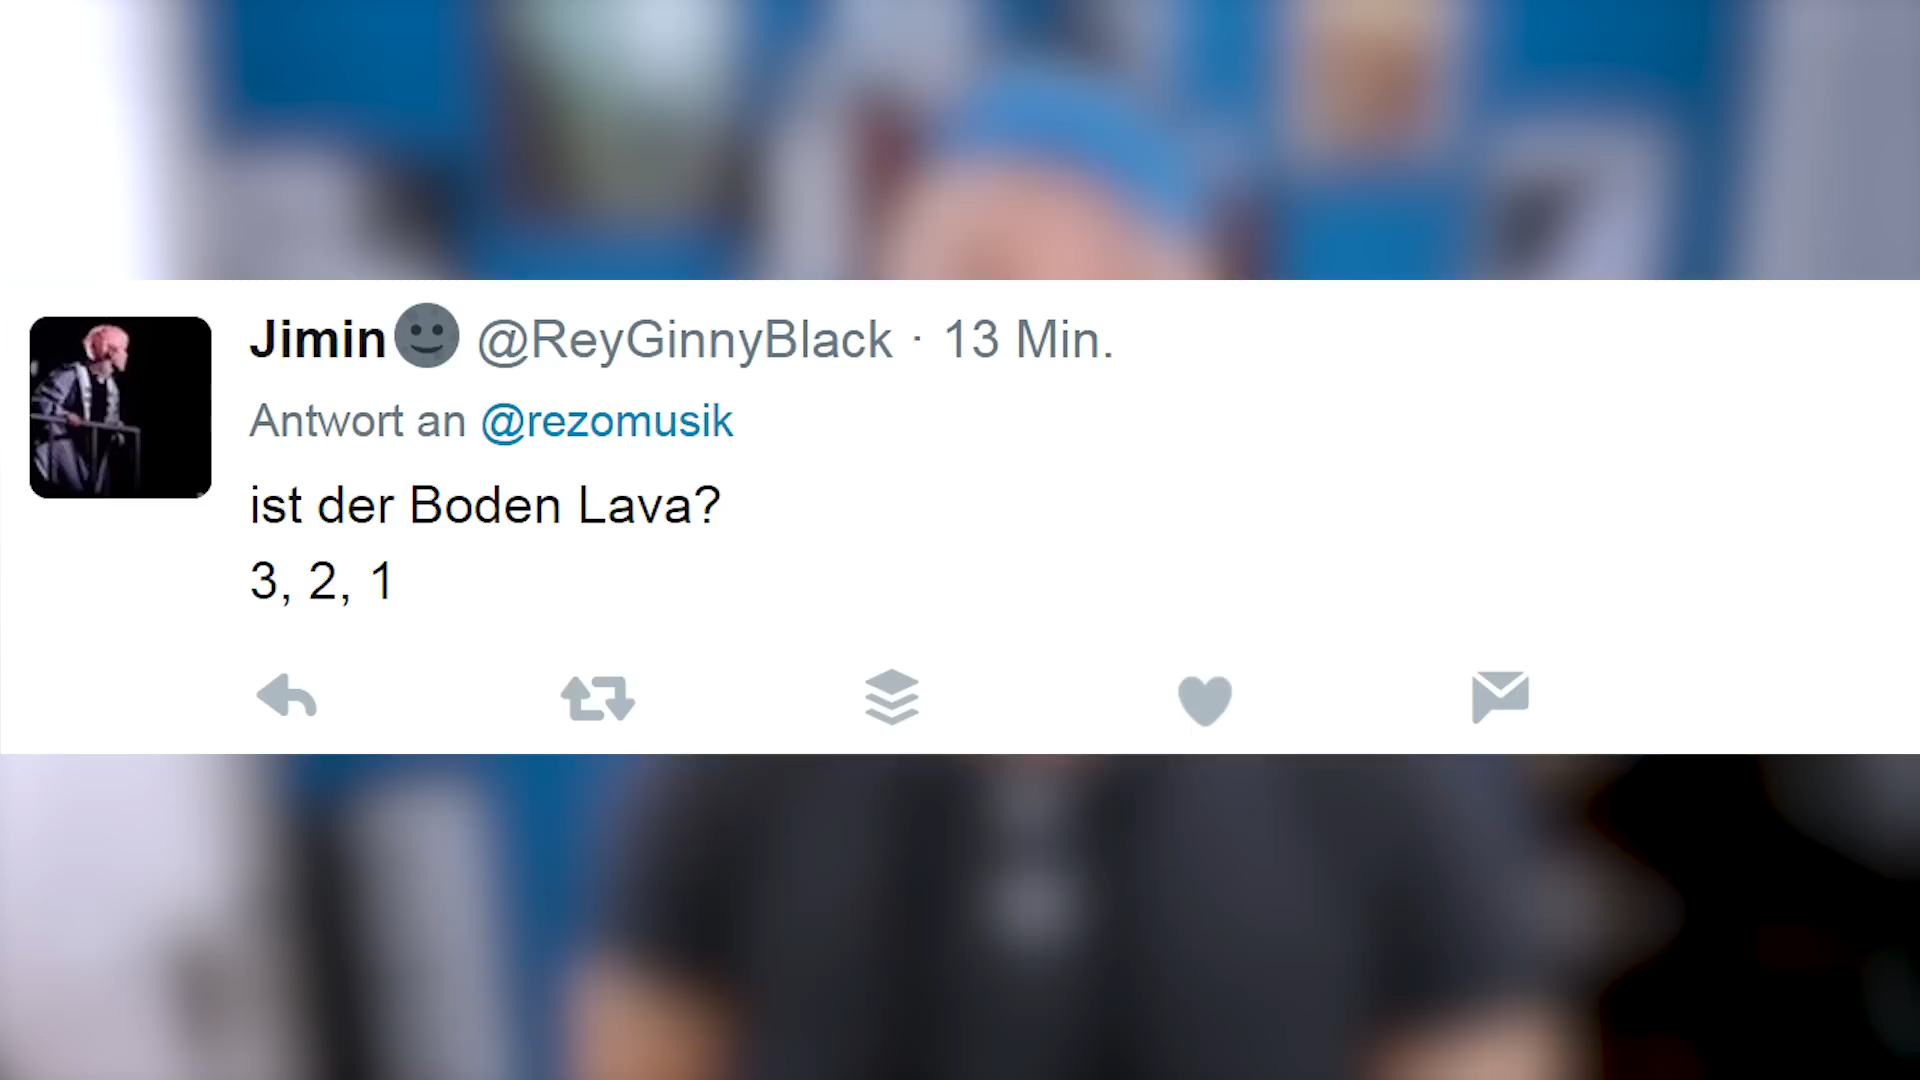 Jimin🌚 @ReyGinnyBlack · 13 Min.
Antwort an @rezomusik
ist der Boden Lava?
3, 2, 1